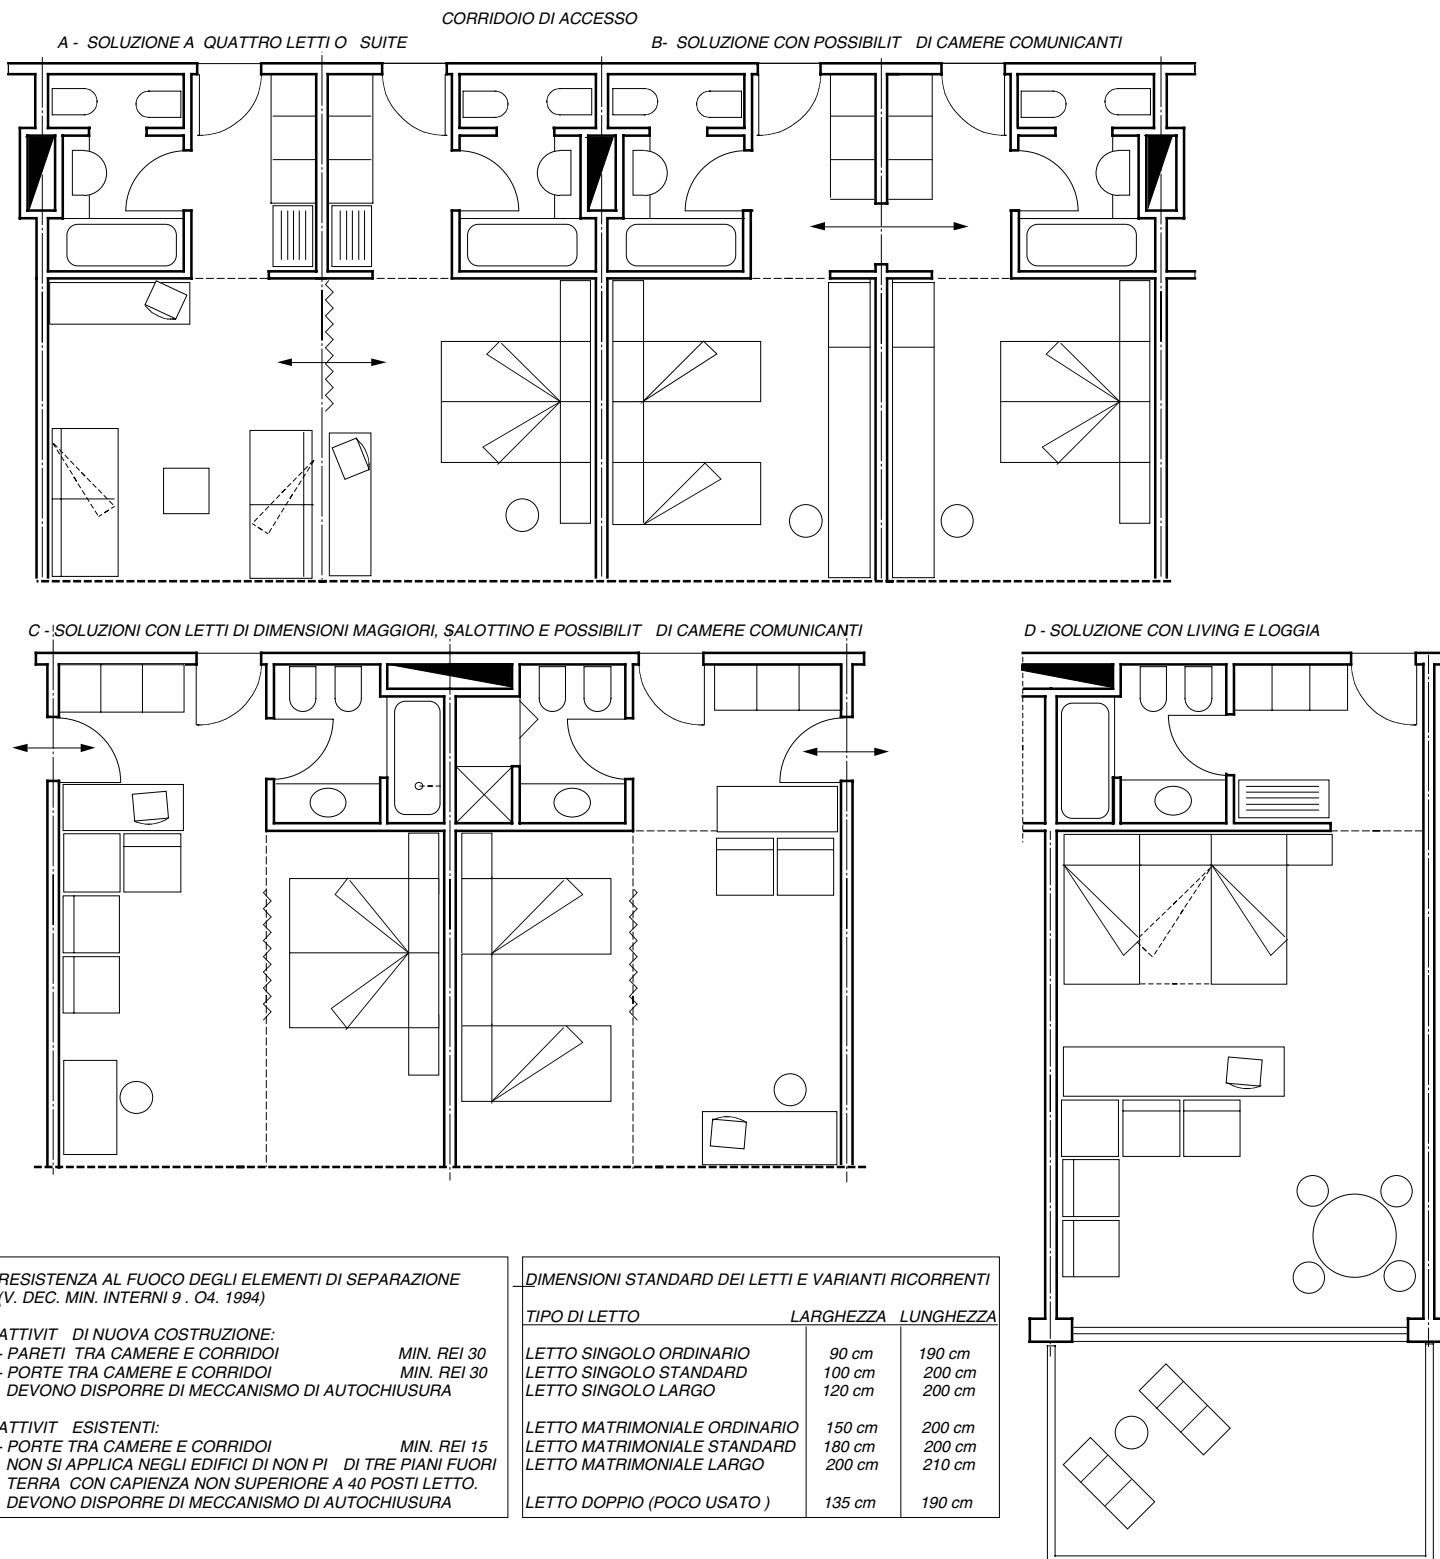 CORRIDOIO DI ACCESSO
A - SOLUZIONE A QUATTRO LETTI O SUITE
B- SOLUZIONE CON POSSIBILIT DI CAMERE COMUNICANTI
C - SOLUZIONI CON LETTI DI DIMENSIONI MAGGIORI, SALOTTINO E POSSIBILIT DI CAMERE COMUNICANTI
D - SOLUZIONE CON LIVING E LOGGIA
RESISTENZA AL FUOCO DEGLI ELEMENTI DI SEPARAZIONE
(V. DEC. MIN. INTERNI 9 . O4. 1994)
ATTIVIT DI NUOVA COSTRUZIONE:
- PARETI TRA CAMERE E CORRIDOI MIN. REI 30
- PORTE TRA CAMERE E CORRIDOI MIN. REI 30
DEVONO DISPORRE DI MECCANISMO DI AUTOCHIUSURA
ATTIVIT ESISTENTI:
- PORTE TRA CAMERE E CORRIDOI MIN. REI 15
NON SI APPLICA NEGLI EDIFICI DI NON PI DI TRE PIANI FUORI
TERRA CON CAPIENZA NON SUPERIORE A 40 POSTI LETTO.
DEVONO DISPORRE DI MECCANISMO DI AUTOCHIUSURA
DIMENSIONI STANDARD DEI LETTI E VARIANTI RICORRENTI
TIPO DI LETTO LARGHEZZA LUNGHEZZA
LETTO SINGOLO ORDINARIO 90 cm 190 cm
LETTO SINGOLO STANDARD 100 cm 200 cm
LETTO SINGOLO LARGO 120 cm 200 cm
LETTO MATRIMONIALE ORDINARIO 150 cm 200 cm
LETTO MATRIMONIALE STANDARD 180 cm 200 cm
LETTO MATRIMONIALE LARGO 200 cm 210 cm
LETTO DOPPIO (POCO USATO ) 135 cm 190 cm